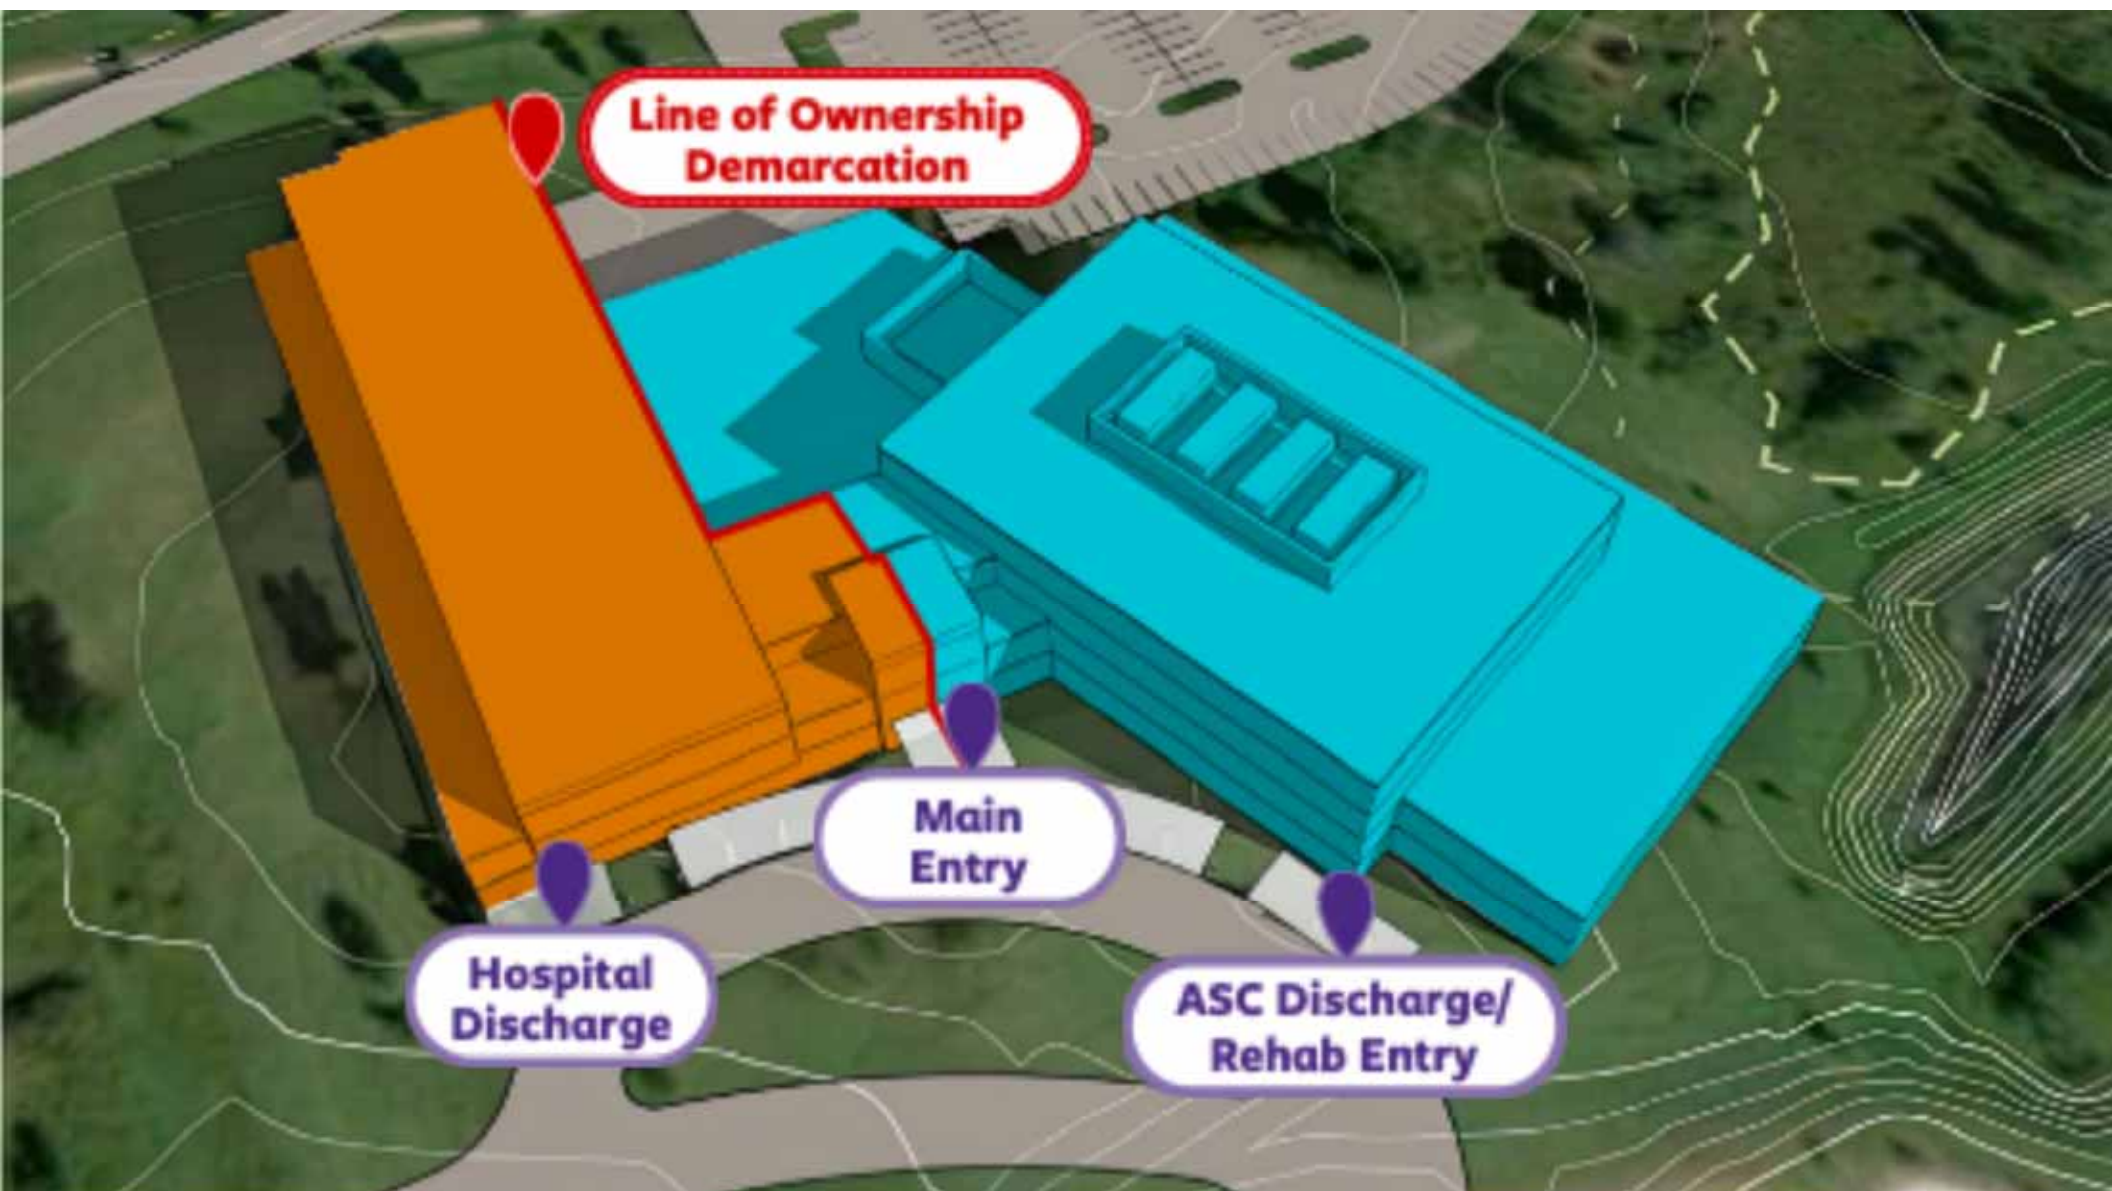 Line of Ownership
Demarcation
Main
Entry
Hospital
Discharge
ASC Discharge/
Rehab Entry